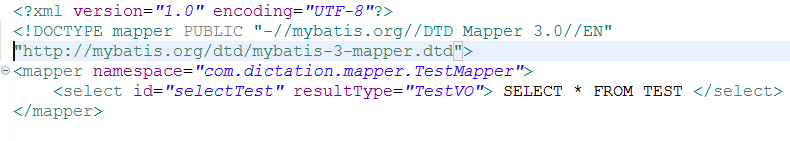 <?xml version="1.0" encoding="UTF-8"?>
<!DOCTYPE mapper PUBLIC "-//mybatis.org//DTD Mapper 3.0//EN"
"http://mybatis.org/dtd/mybatis-3-mapper.dtd">
<mapper namespace="com.dictation.mapper.TestMapper">
    <select id="selectTest" resultType="TestVO"> SELECT * FROM TEST </select>
</mapper>